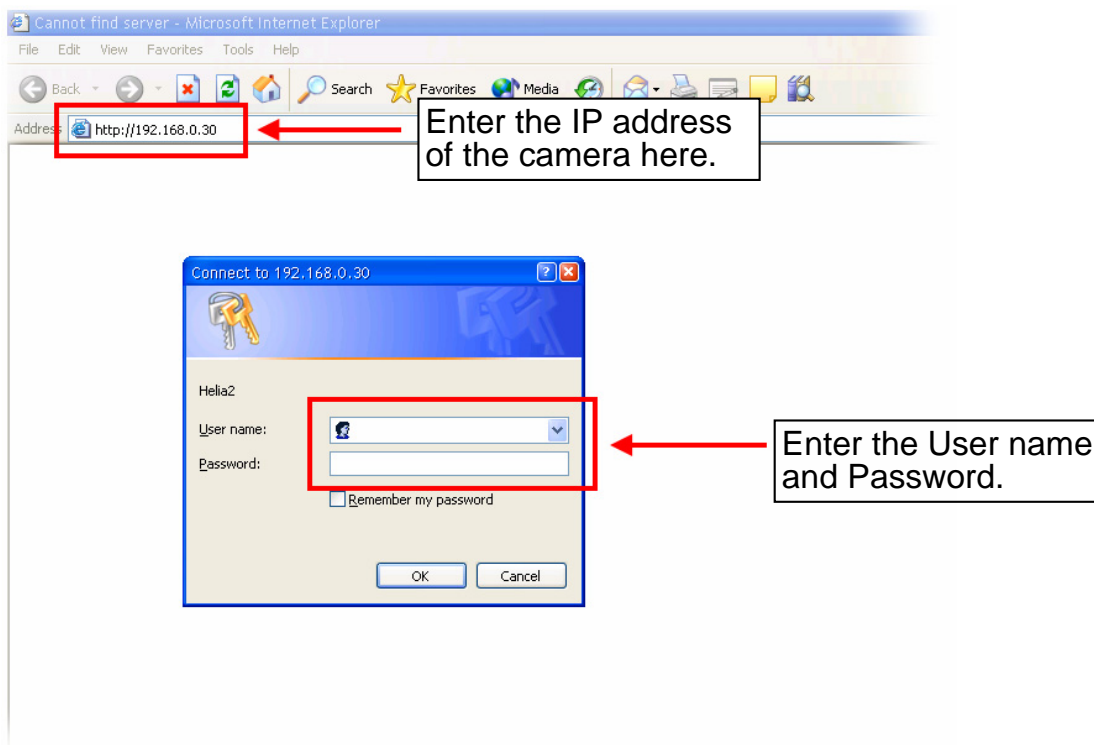 Cannot find server - Microsoft Internet Explorer
File Edit View Favorites Tools Help
Back Search Favorites Media
Address http://192.168.0.30
Enter the IP address
of the camera here.
Connect to 192.168.0.30
Helia2
User name:
Password:
Remember my password
OK Cancel
Enter the User name
and Password.